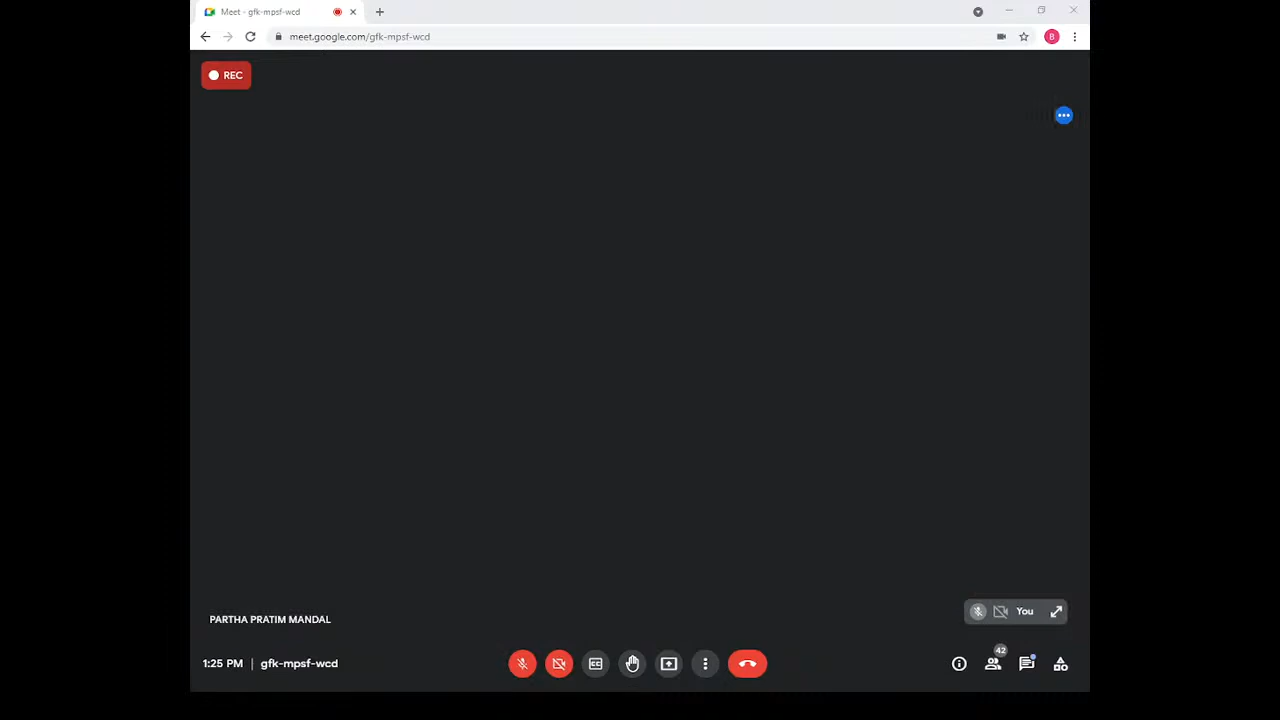 Meet - gfk-mpsf-wcd
meet.google.com/gfk-mpsf-wcd
B
REC
PARTHA PRATIM MANDAL
You
1:25 PM | gfk-mpsf-wcd
CC
42